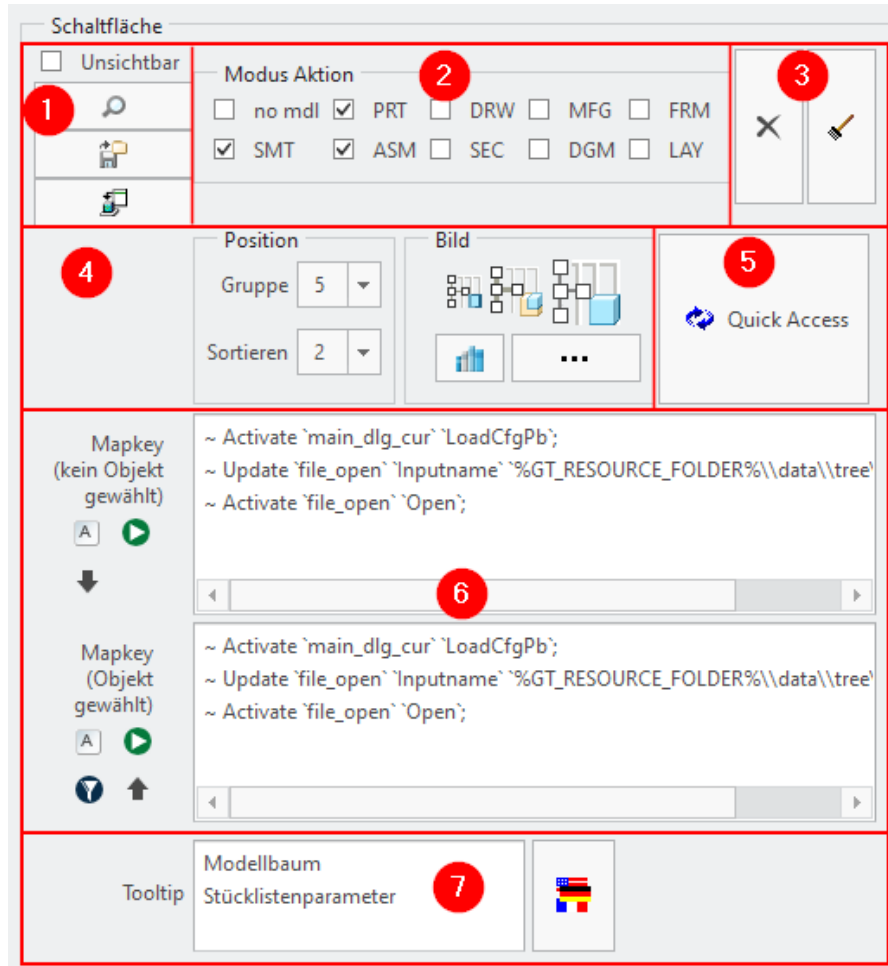 Schaltfläche
Unsichtbar
1
Modus Aktion
2
no mdl PRT DRW MFG FRM
SMT ASM SEC DGM LAY
3
4
Position
Gruppe 5
Sortieren 2
Bild
...
5
Quick Access
Mapkey
(kein Objekt
gewählt)
A
~ Activate `main_dlg_cur` `LoadCfgPb`;
~ Update `file_open` `Inputname` `%GT_RESOURCE_FOLDER%\\data\\tree\
~ Activate `file_open` `Open`;
6
Mapkey
(Objekt
gewählt)
A
~ Activate `main_dlg_cur` `LoadCfgPb`;
~ Update `file_open` `Inputname` `%GT_RESOURCE_FOLDER%\\data\\tree\
~ Activate `file_open` `Open`;
Tooltip
Modellbaum
Stücklistenparameter
7